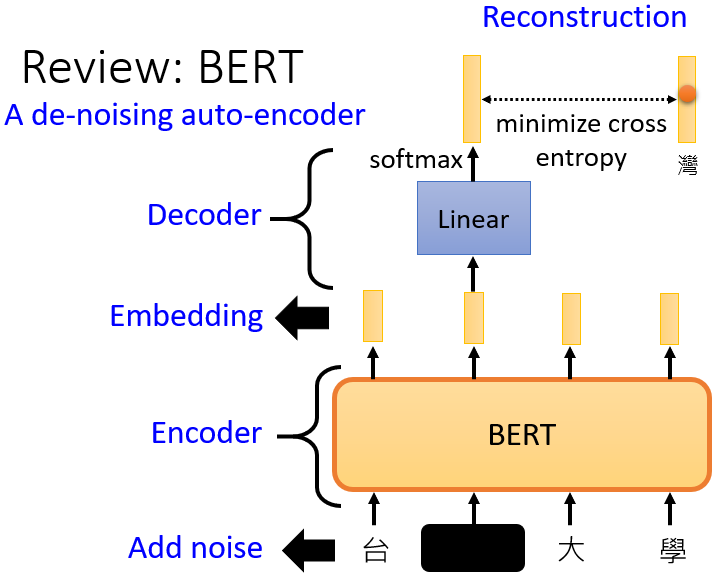 Reconstruction
Review: BERT
A de-noising auto-encoder
minimize cross
entropy
softmax
灣
Decoder
Linear
Embedding
Encoder
BERT
Add noise
台 大 學